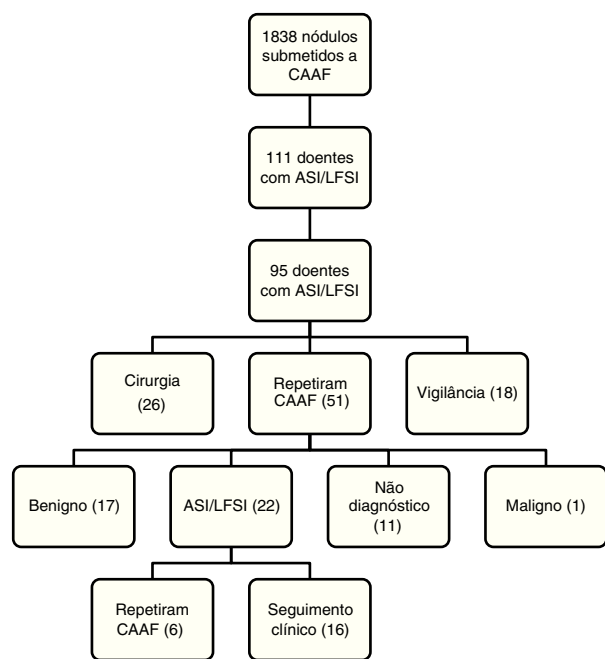 1838 nódulos
submetidos a
CAAF
111 doentes
com ASI/LFSI
95 doentes
com ASI/LFSI
Cirurgia
(26)
Repetiram
CAAF (51)
Vigilância (18)
Benigno (17)
ASI/LFSI (22)
Não
diagnóstico
(11)
Maligno (1)
Repetiram
CAAF (6)
Seguimento
clínico (16)